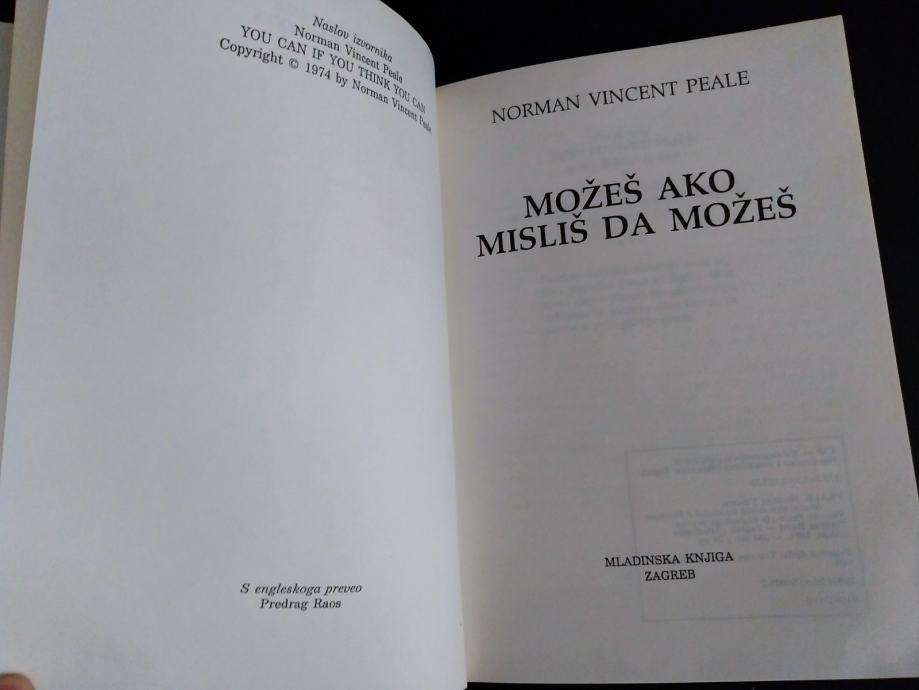 Naslov izvornika
Norman Vincent Peale
YOU CAN IF YOU THINK YOU CAN
Copyright © 1974 by Norman Vincent Peale
S engleskoga preveo
Predrag Raos
NORMAN VINCENT PEALE
MOŽEŠ AKO
MISLIŠ DA MOŽEŠ
MLADINSKA KNJIGA
ZAGREB